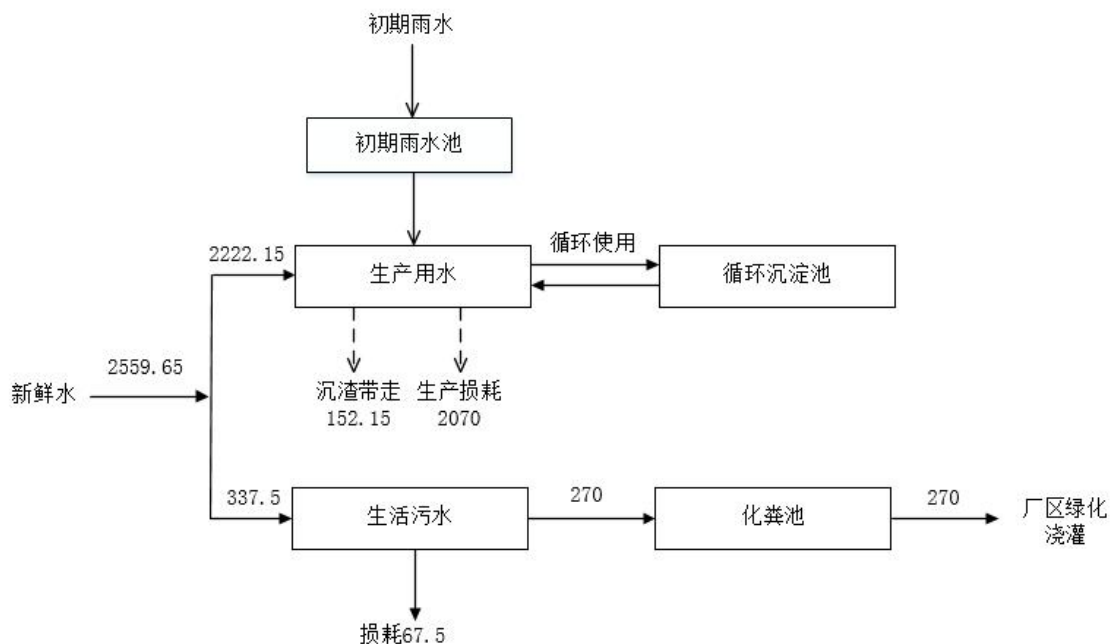 初期雨水
初期雨水池
2222.15
生产用水
循环使用
循环沉淀池
2559.65
新鲜水
沉渣带走
152.15
生产损耗
2070
337.5
生活污水
270
化粪池
270
厂区绿化
浇灌
损耗67.5